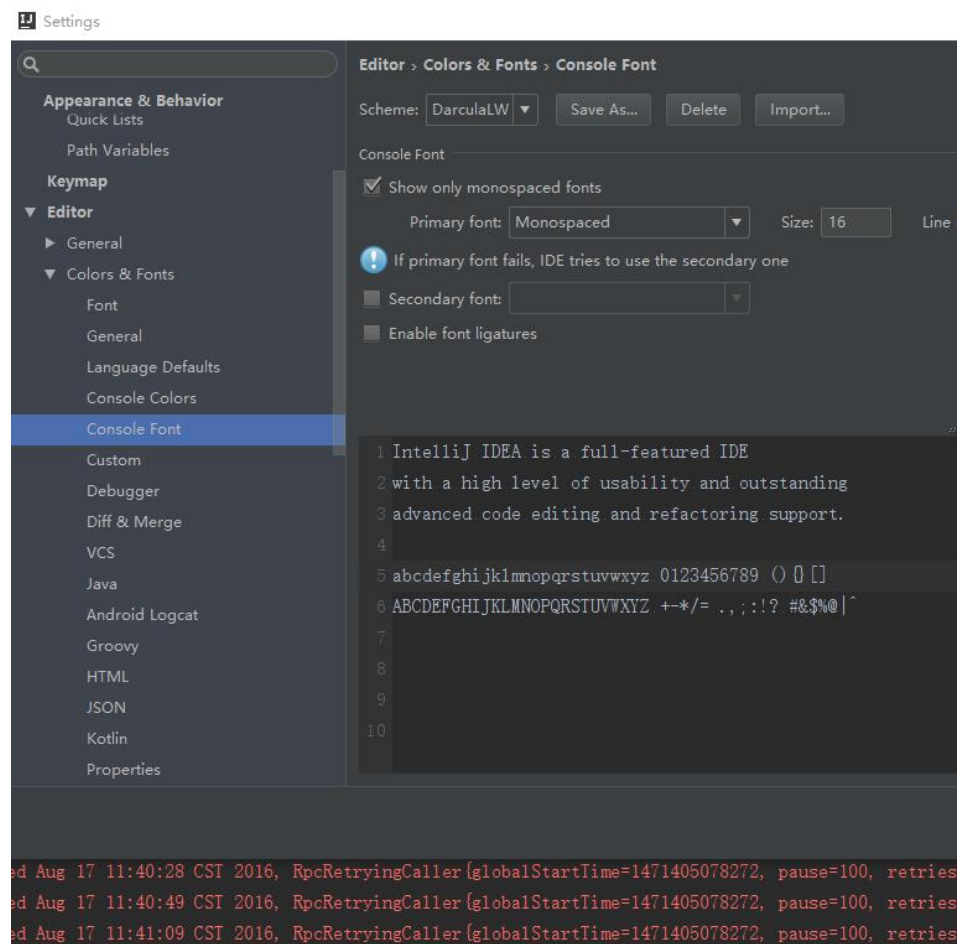 Settings
Appearance & Behavior
Quick Lists
Path Variables
Keymap
Editor
General
Colors & Fonts
Font
General
Language Defaults
Console Colors
Console Font
Custom
Debugger
Diff & Merge
VCS
Java
Android Logcat
Groovy
HTML
JSON
Kotlin
Properties
Editor › Colors & Fonts › Console Font
Scheme: DarculaLW Save As... Delete Import...
Console Font
Show only monospaced fonts
Primary font: Monospaced Size: 16 Line
If primary font fails, IDE tries to use the secondary one
Secondary font:
Enable font ligatures
1 IntelliJ IDEA is a full-featured IDE
2 with a high level of usability and outstanding
3 advanced code editing and refactoring support.
4
5 abcdefghijklmnopqrstuvwxyz 0123456789 (){}[]
6 ABCDEFGHIJKLMNOPQRSTUVWXYZ +-*/= .,;:!? #&$%@|^
7
8
9
10
ed Aug 17 11:40:28 CST 2016, RpcRetryingCaller{globalStartTime=1471405078272, pause=100, retries
ed Aug 17 11:40:49 CST 2016, RpcRetryingCaller{globalStartTime=1471405078272, pause=100, retries
ed Aug 17 11:41:09 CST 2016, RpcRetryingCaller{globalStartTime=1471405078272, pause=100, retries